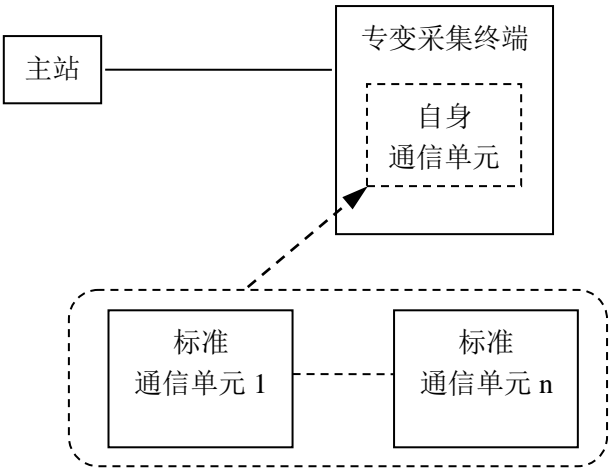 主站
专变采集终端
自身
通信单元
标准
通信单元 1
标准
通信单元 n